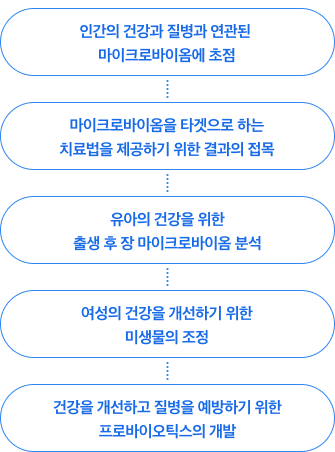 인간의 건강과 질병과 연관된
마이크로바이옴에 초점
마이크로바이옴을 타겟으로 하는
치료법을 제공하기 위한 결과의 접목
유아의 건강을 위한
출생 후 장 마이크로바이옴 분석
여성의 건강을 개선하기 위한
미생물의 조정
건강을 개선하고 질병을 예방하기 위한
프로바이오틱스의 개발